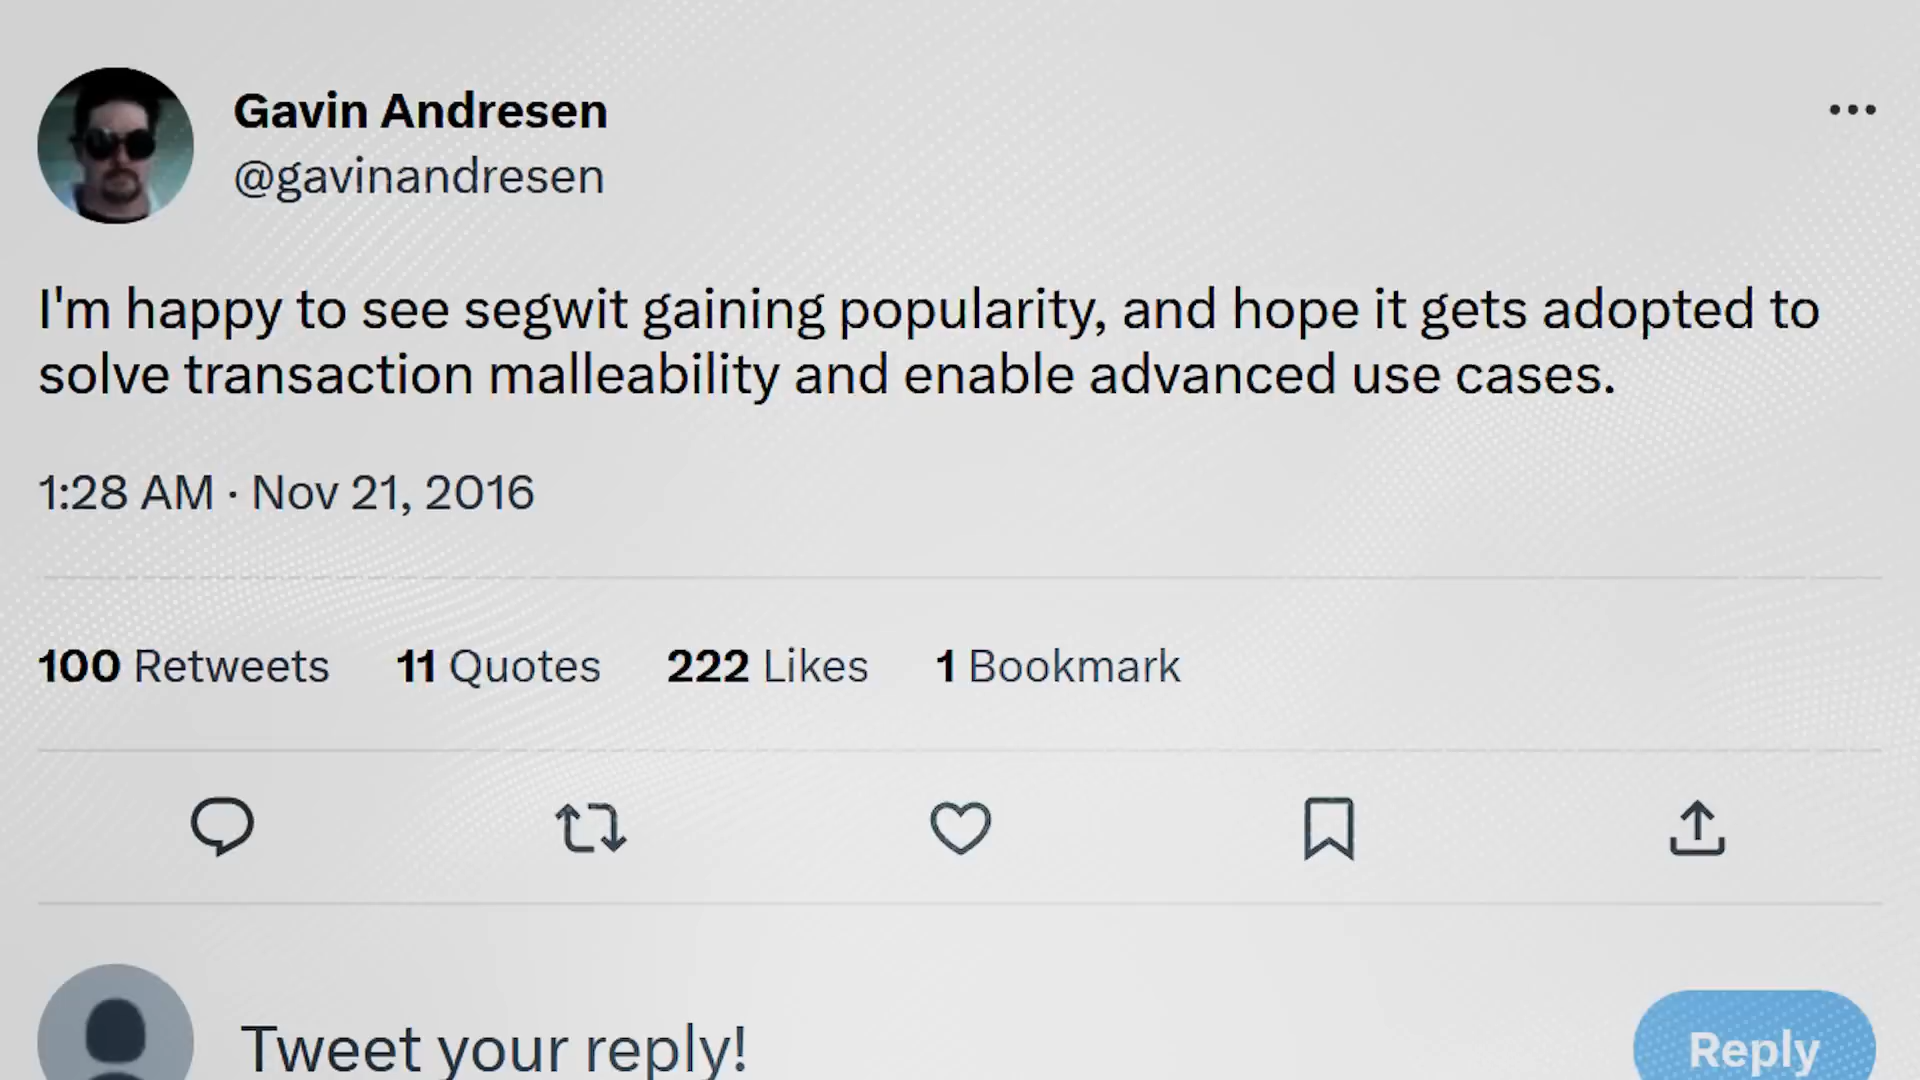 Gavin Andresen
@gavinandresen
I'm happy to see segwit gaining popularity, and hope it gets adopted to
solve transaction malleability and enable advanced use cases.
1:28 AM · Nov 21, 2016
100 Retweets 11 Quotes 222 Likes 1 Bookmark
Tweet your reply!
Reply